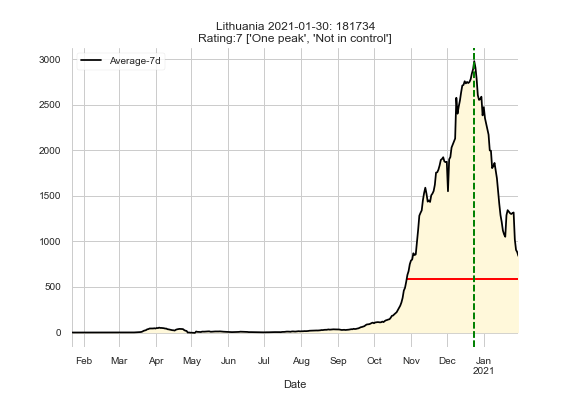 Lithuania 2021-01-30: 181734
Rating:7 ['One peak', 'Not in control']
Average-7d
3000
2500
2000
1500
1000
500
0
Feb Mar Apr May Jun Jul Aug Sep Oct Nov Dec Jan
2021
Date